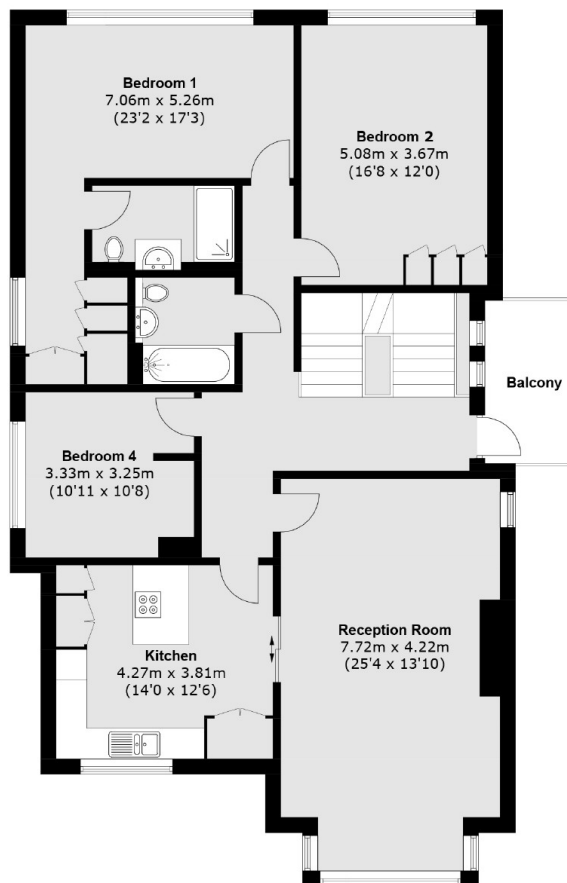 Bedroom 1
7.06m x 5.26m
(23'2 x 17'3)
Bedroom 2
5.08m x 3.67m
(16'8 x 12'0)
Balcony
Bedroom 4
3.33m x 3.25m
(10'11 x 10'8)
Reception Room
7.72m x 4.22m
(25'4 x 13'10)
Kitchen
4.27m x 3.81m
(14'0 x 12'6)